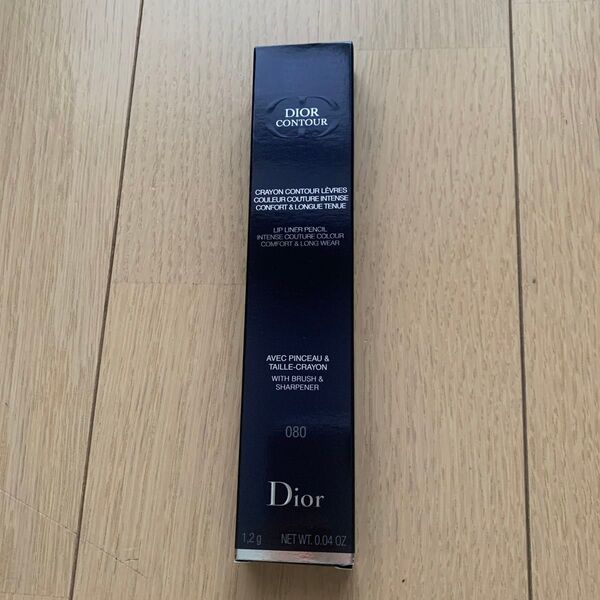 DIOR
CONTOUR
CRAYON CONTOUR LÈVRES
COULEUR COUTURE INTENSE
CONFORT & LONGUE TENUE
LIP LINER PENCIL
INTENSE COUTURE COLOUR
COMFORT & LONG WEAR
AVEC PINCEAU &
TAILLE-CRAYON
WITH BRUSH &
SHARPENER
080
Dior
1,2 g NET WT. 0.04 OZ